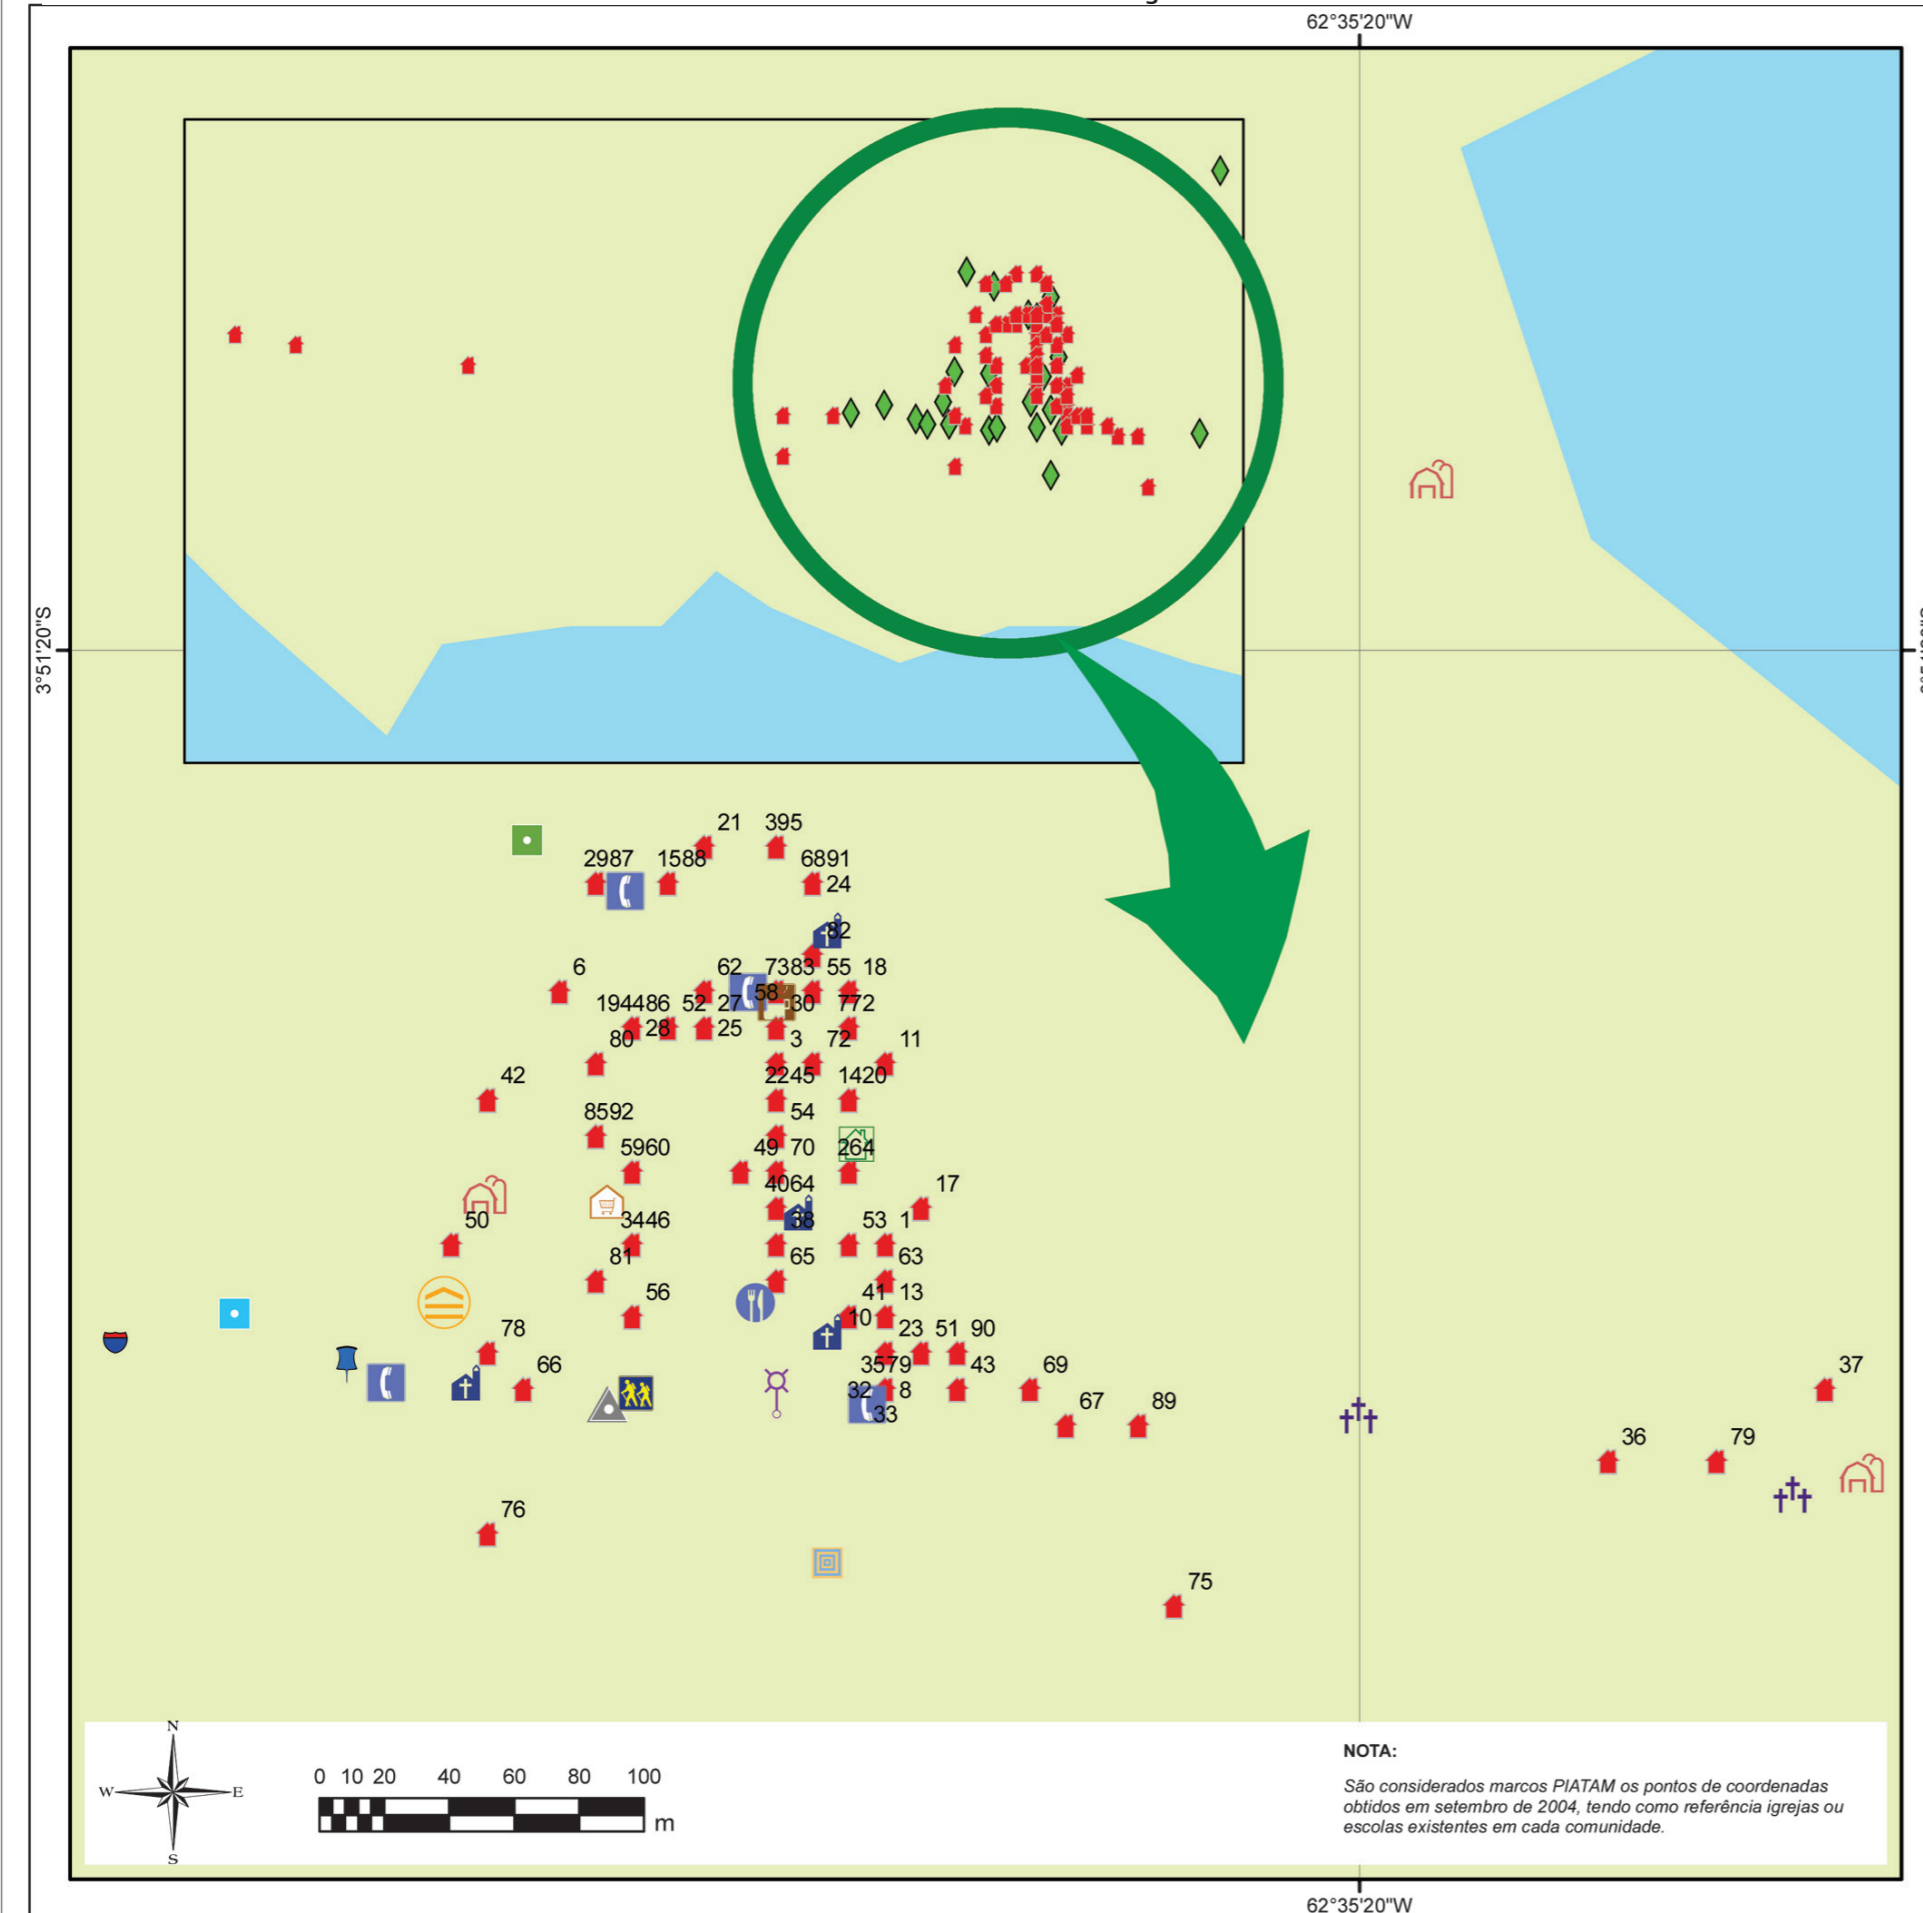 62°35'20"W
3°51'20"S
21 395
2987 1588 6891
24
82
6 62 7383 55 18
58
194486 52 27 30 772
28 25
80 3 72 11
42 2245 1420
8592 54
5960 49 70 264
4064 17
50 3446 38 53 1
81 65 63
56 41 13
10
78 23 51 90
66 3579 43 69 37
32 8
67 89
33
36 79
76
75
N
W E
S
0 10 20 40 60 80 100
m
NOTA:
São considerados marcos PIATAM os pontos de coordenadas
obtidos em setembro de 2004, tendo como referência igrejas ou
escolas existentes em cada comunidade.
62°35'20"W